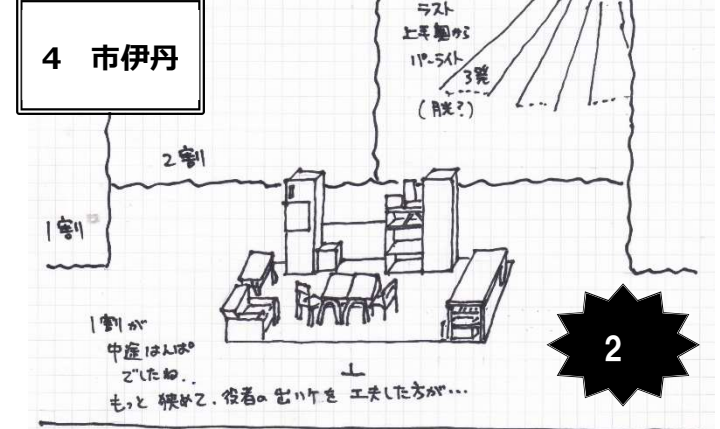 4 市伊丹
ラスト
上手奥から
パーライト
3発
(月光?)
2割
1割
1割が
中途はんぱ
でしたね..
もっと狭めて、役者の出ハケを工夫した方が…
2